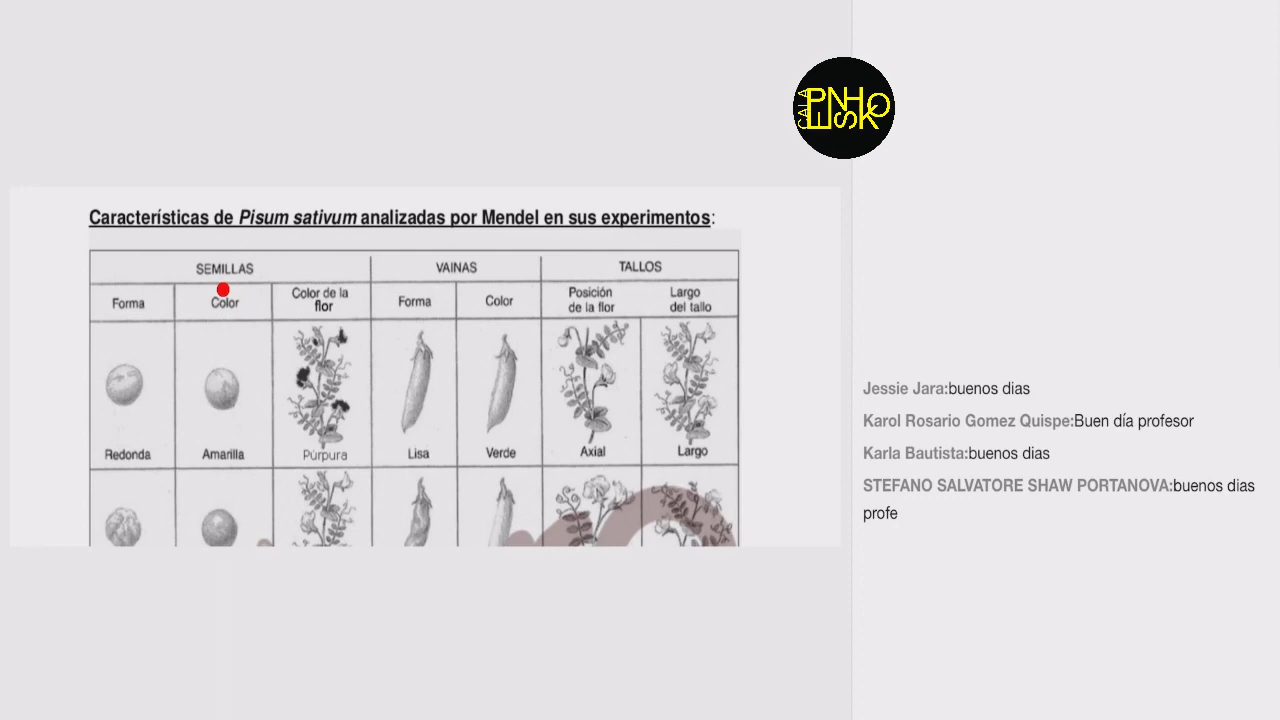 CALA
PENHSKO
Características de Pisum sativum analizadas por Mendel en sus experimentos:
SEMILLAS VAINAS TALLOS
Forma Color Color de la flor Forma Color Posición de la flor Largo del tallo
Redonda Amarilla Púrpura Lisa Verde Axial Largo
Jessie Jara:buenos dias
Karol Rosario Gomez Quispe:Buen día profesor
Karla Bautista:buenos dias
STEFANO SALVATORE SHAW PORTANOVA:buenos dias
profe